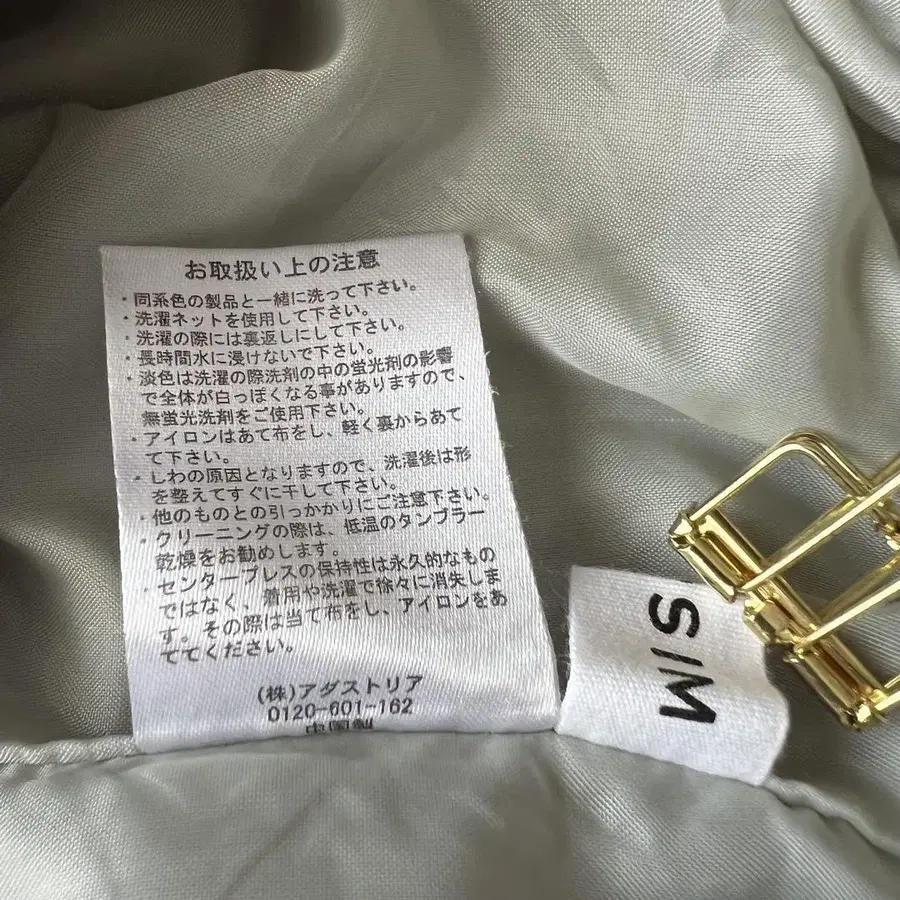 お取扱い上の注意
・同系色の製品と一緒に洗って下さい。
・洗濯ネットを使用して下さい。
・洗濯の際には裏返しにして下さい。
・長時間水に浸けないで下さい。
・淡色は洗濯の際洗剤の中の蛍光剤の影響
で全体が白っぽくなる事がありますので、
無蛍光洗剤をご使用下さい。
・アイロンはあて布をし、軽く裏からあて
て下さい。
・しわの原因となりますので、洗濯後は形
を整えてすぐに干して下さい。
・他のものとの引っかかりにご注意下さい。
・クリーニングの際は、低温のタンブラー
乾燥をお勧めします。
・センタープレスの保持性は永久的なもの
ではなく、着用や洗濯で徐々に消失しま
す。その際は当て布をし、アイロンをあ
ててください。
(株)アダストリア
0120-601-162
中国製
SIM